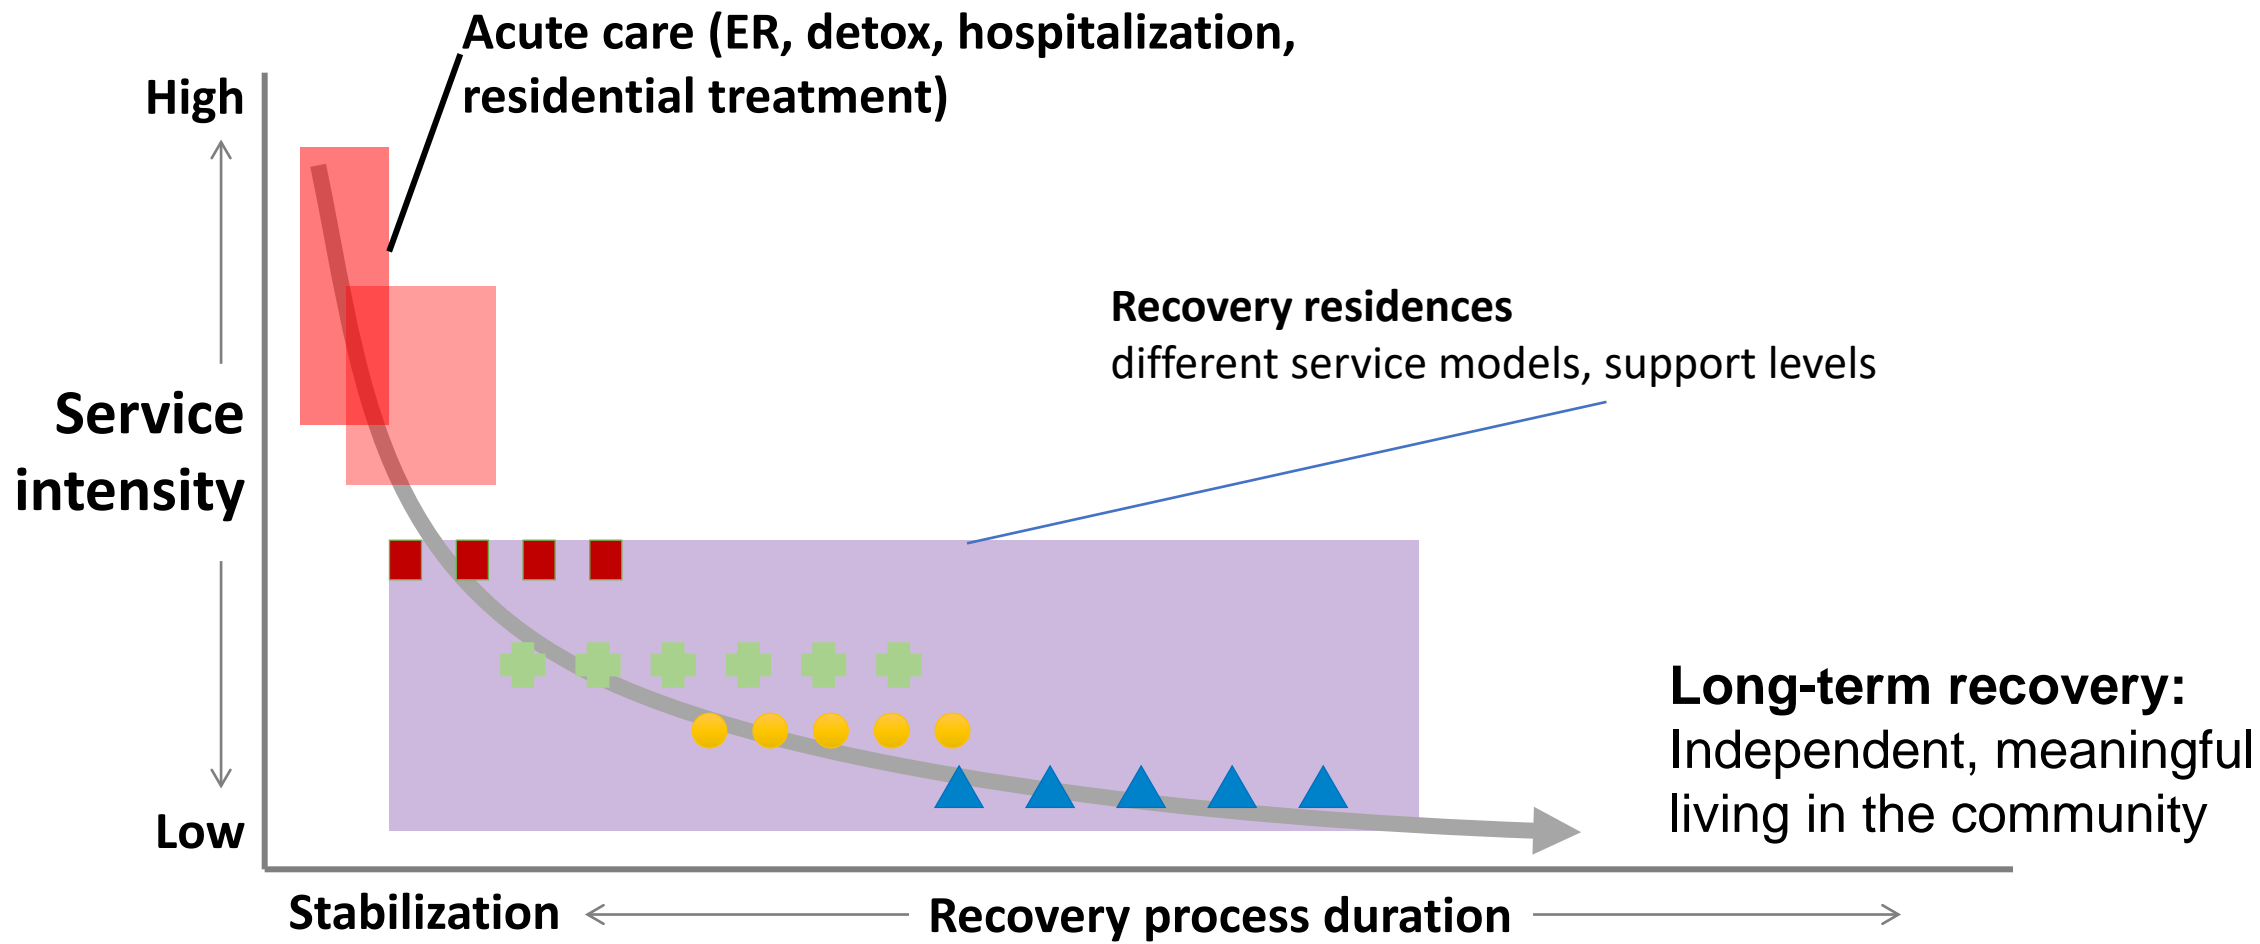 Acute care (ER, detox, hospitalization,
residential treatment)
High
Recovery residences
different service models, support levels
Service
intensity
Long-term recovery:
Independent, meaningful
living in the community
Low
Stabilization
Recovery process duration